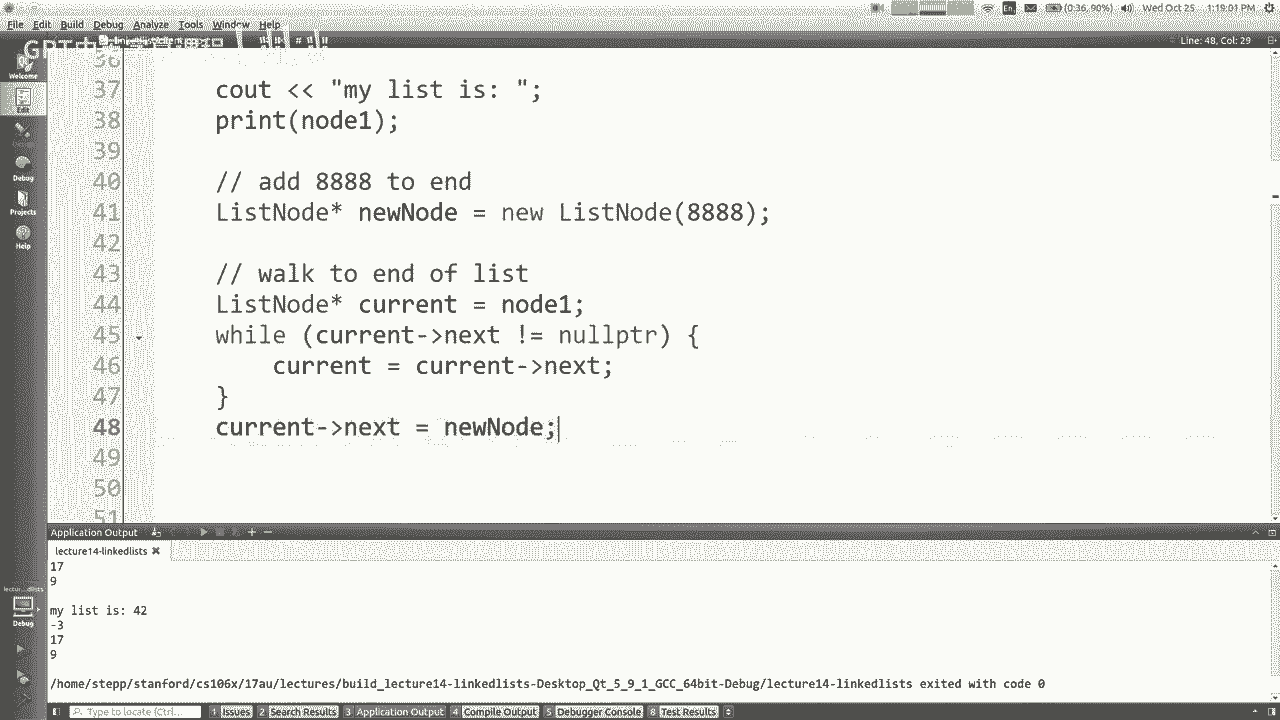 File Edit Build Debug Analyze Tools Window Help
En (0:36, 90%) Wed Oct 25 1:19:01 PM
Line: 48, Col: 29
Welcome
Edit
Debug
Projects
Help
36
37 cout << "my list is: ";
38 print(node1);
39
40 // add 8888 to end
41 ListNode* newNode = new ListNode(8888);
42
43 // walk to end of list
44 ListNode* current = node1;
45 while (current->next != nullptr) {
46 current = current->next;
47 }
48 current->next = newNode;
49
50
51
Application Output
lecture14-linkedlists
17
9
my list is: 42
-3
17
9
/home/stepp/stanford/cs106x/17au/lectures/build_lecture14-linkedlists-Desktop_Qt_5_9_1_GCC_64bit-Debug/lecture14-linkedlists exited with code 0
Debug
Type to locate (Ctrl... 1 Issues 2 Search Results 3 Application Output 4 Compile Output 5 Debugger Console 8 Test Results